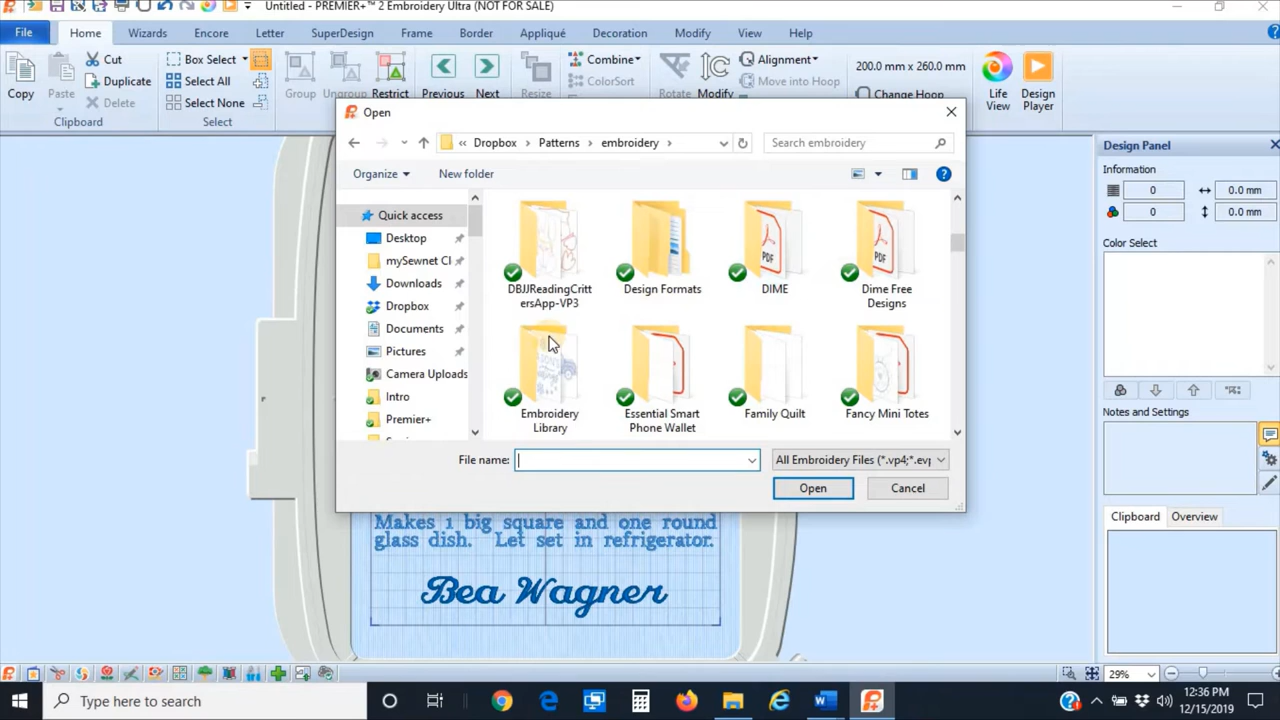 Untitled - PREMIER+™ 2 Embroidery Ultra (NOT FOR SALE)
File Home Wizards Encore Letter SuperDesign Frame Border Appliqué Decoration Modify View Help
Copy
Paste
Cut
Duplicate
Delete
Clipboard
Box Select
Select All
Select None
Select
Group
Ungroup
Restrict
Previous
Next
Combine
ColorSort
Resize
Rotate
Modify
Alignment
Move into Hoop
200.0 mm x 260.0 mm
Change Hoop
Life View
Design Player
Open
« Dropbox › Patterns › embroidery ›
Search embroidery
Organize
New folder
Quick access
Desktop
mySewnet Cl
Downloads
Dropbox
Documents
Pictures
Camera Uploads
Intro
Premier+
DBJJReadingCrittersApp-VP3
Design Formats
DIME
Dime Free Designs
Embroidery Library
Essential Smart Phone Wallet
Family Quilt
Fancy Mini Totes
PDF
PDF
File name:
All Embroidery Files (*.vp4;*.evp
Open
Cancel
Makes 1 big square and one round
glass dish. Let set in refrigerator.
Bea Wagner
Design Panel
Information
0 0.0 mm
0 0.0 mm
Color Select
Notes and Settings
Clipboard Overview
29%
Type here to search
12:36 PM
12/15/2019